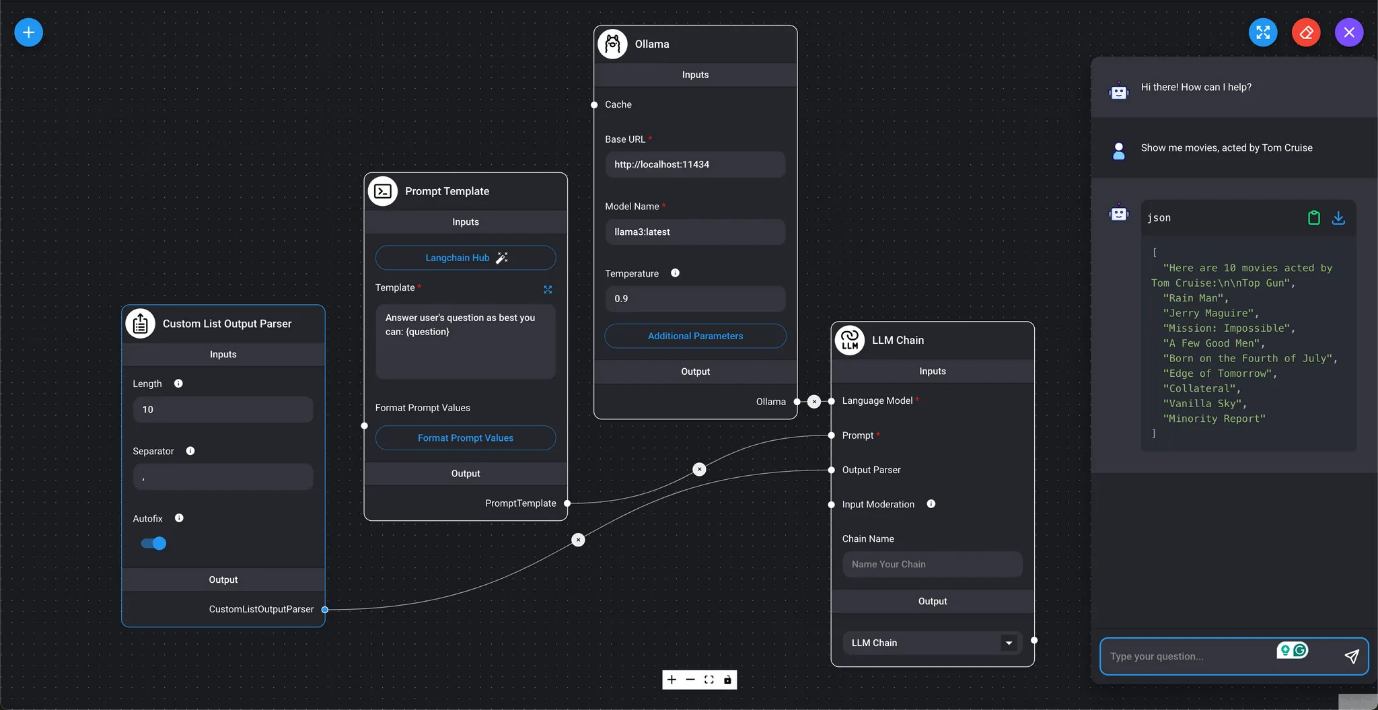 Ollama
Inputs
Cache
Base URL *
http://localhost:11434
Model Name *
llama3:latest
Temperature
0.9
Additional Parameters
Output
Ollama
Prompt Template
Inputs
Langchain Hub
Template *
Answer user's question as best you
can: {question}
Format Prompt Values
Format Prompt Values
Output
PromptTemplate
Custom List Output Parser
Inputs
Length
10
Separator
,
Autofix
Output
CustomListOutputParser
LLM
LLM Chain
Inputs
Language Model *
Prompt *
Output Parser
Input Moderation
Chain Name
Name Your Chain
Output
LLM Chain
Hi there! How can I help?
Show me movies, acted by Tom Cruise
json
[
"Here are 10 movies acted by
Tom Cruise:\n\nTop Gun",
"Rain Man",
"Jerry Maguire",
"Mission: Impossible",
"A Few Good Men",
"Born on the Fourth of July",
"Edge of Tomorrow",
"Collateral",
"Vanilla Sky",
"Minority Report"
]
Type your question...